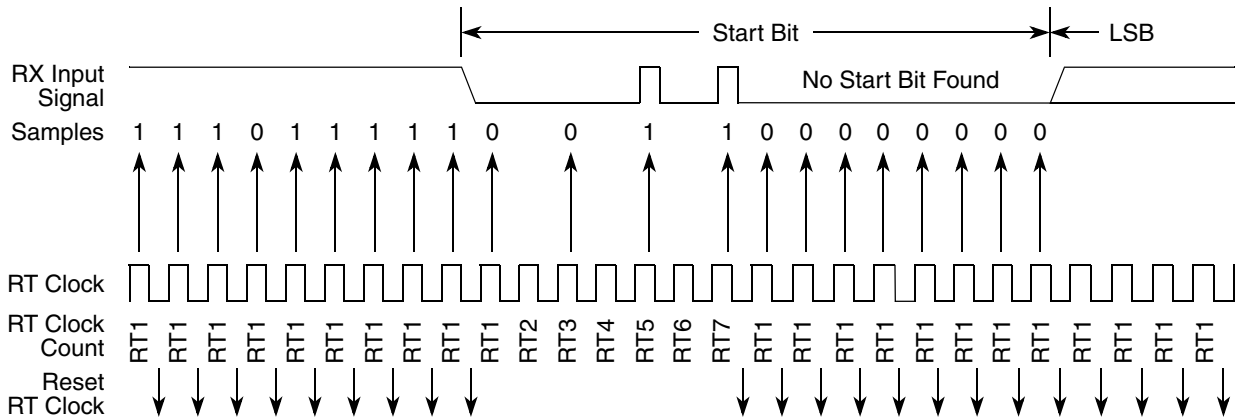 Start Bit
LSB
RX Input
Signal
No Start Bit Found
Samples 1 1 1 0 1 1 1 1 1 0 0 1 1 0 0 0 0 0 0 0 0
RT Clock
RT Clock
Count
RT1 RT1 RT1 RT1 RT1 RT1 RT1 RT1 RT1 RT1 RT2 RT3 RT4 RT5 RT6 RT7 RT1 RT1 RT1 RT1 RT1 RT1 RT1 RT1 RT1 RT1 RT1 RT1
Reset
RT Clock